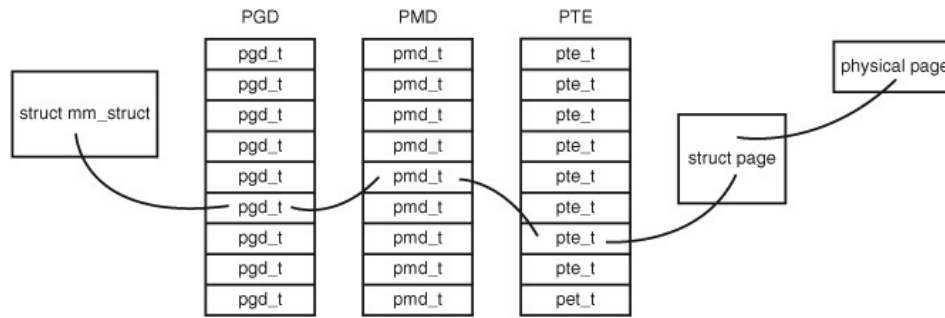 PGD PMD PTE
pgd_t pmd_t pte_t
physical page
pgd_t pmd_t pte_t
struct mm_struct
pgd_t pmd_t pte_t
pgd_t pmd_t pte_t
struct page
pgd_t pmd_t pte_t
pgd_t pmd_t pte_t
pgd_t pmd_t pte_t
pgd_t pmd_t pte_t
pgd_t pmd_t pet_t